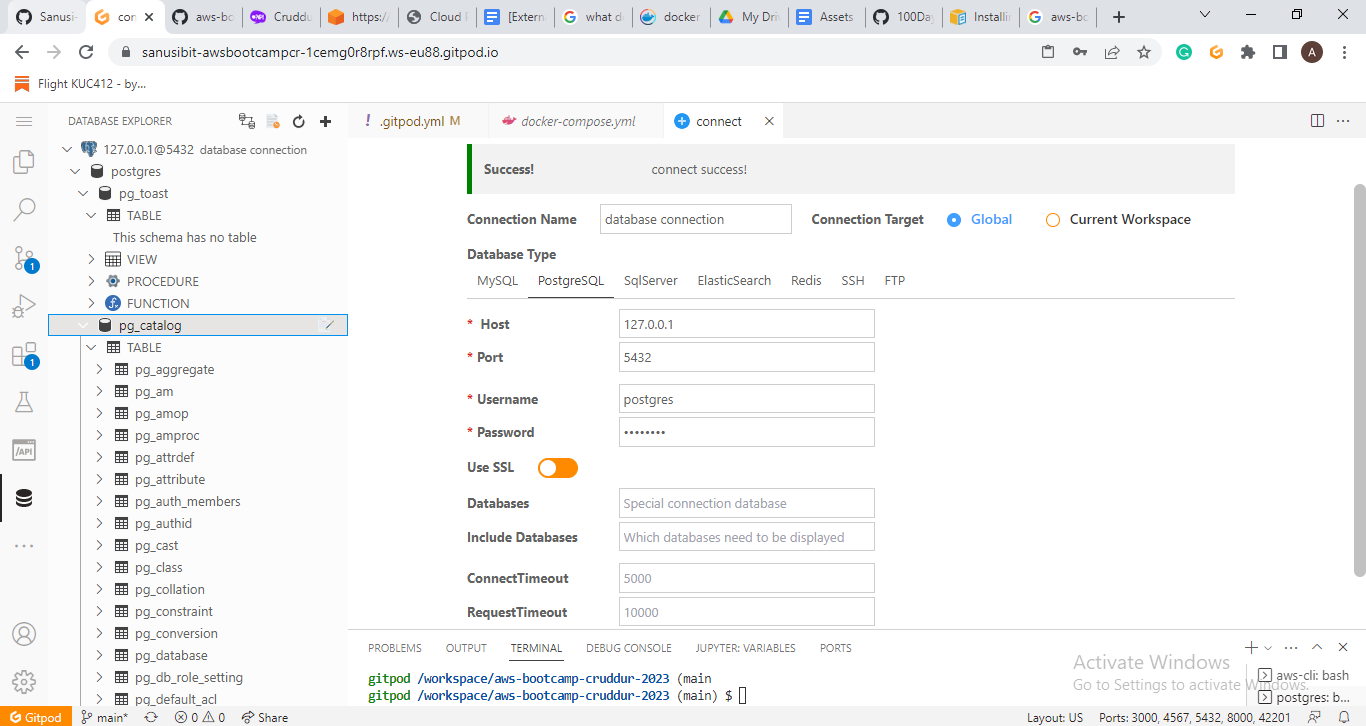 Sanusi-
con
aws-bo
Cruddu
https:/
Cloud
[Extern
what d
docker
My Driv
Assets
100Day
Installin
aws-bo
sanusibit-awsbootcampcr-1cemg0r8rpf.ws-eu88.gitpod.io
A
Flight KUC412 - by...
DATABASE EXPLORER
.gitpod.yml M
docker-compose.yml
connect
127.0.0.1@5432 database connection
postgres
pg_toast
TABLE
This schema has no table
VIEW
PROCEDURE
FUNCTION
pg_catalog
TABLE
pg_aggregate
pg_am
pg_amop
pg_amproc
pg_attrdef
pg_attribute
pg_auth_members
pg_authid
pg_cast
pg_class
pg_collation
pg_constraint
pg_conversion
pg_database
pg_db_role_setting
pg_default_acl
1
1
/API
Success! connect success!
Connection Name database connection Connection Target Global Current Workspace
Database Type
MySQL PostgreSQL SqlServer ElasticSearch Redis SSH FTP
* Host 127.0.0.1
* Port 5432
* Username postgres
* Password ••••••••
Use SSL
Databases Special connection database
Include Databases Which databases need to be displayed
ConnectTimeout 5000
RequestTimeout 10000
PROBLEMS OUTPUT TERMINAL DEBUG CONSOLE JUPYTER: VARIABLES PORTS
gitpod /workspace/aws-bootcamp-cruddur-2023 (main
gitpod /workspace/aws-bootcamp-cruddur-2023 (main) $
Activate Windows
Go to Settings to activate Windows.
aws-cli: bash
postgres: b...
Gitpod main* 0 0 Share
Layout: US Ports: 3000, 4567, 5432, 8000, 42201